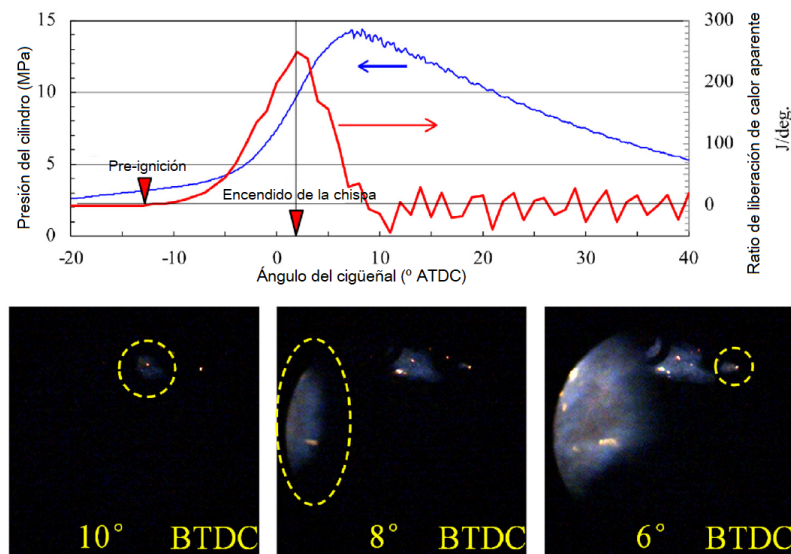 15
10
5
0
Presión del cilindro (MPa)
300
200
100
0
Ratio de liberación de calor aparente
J/deg.
Pre-ignición
Encendido de la chispa
-20
-10
0
10
20
30
40
Ángulo del cigüeñal (º ATDC)
10° BTDC
8° BTDC
6° BTDC